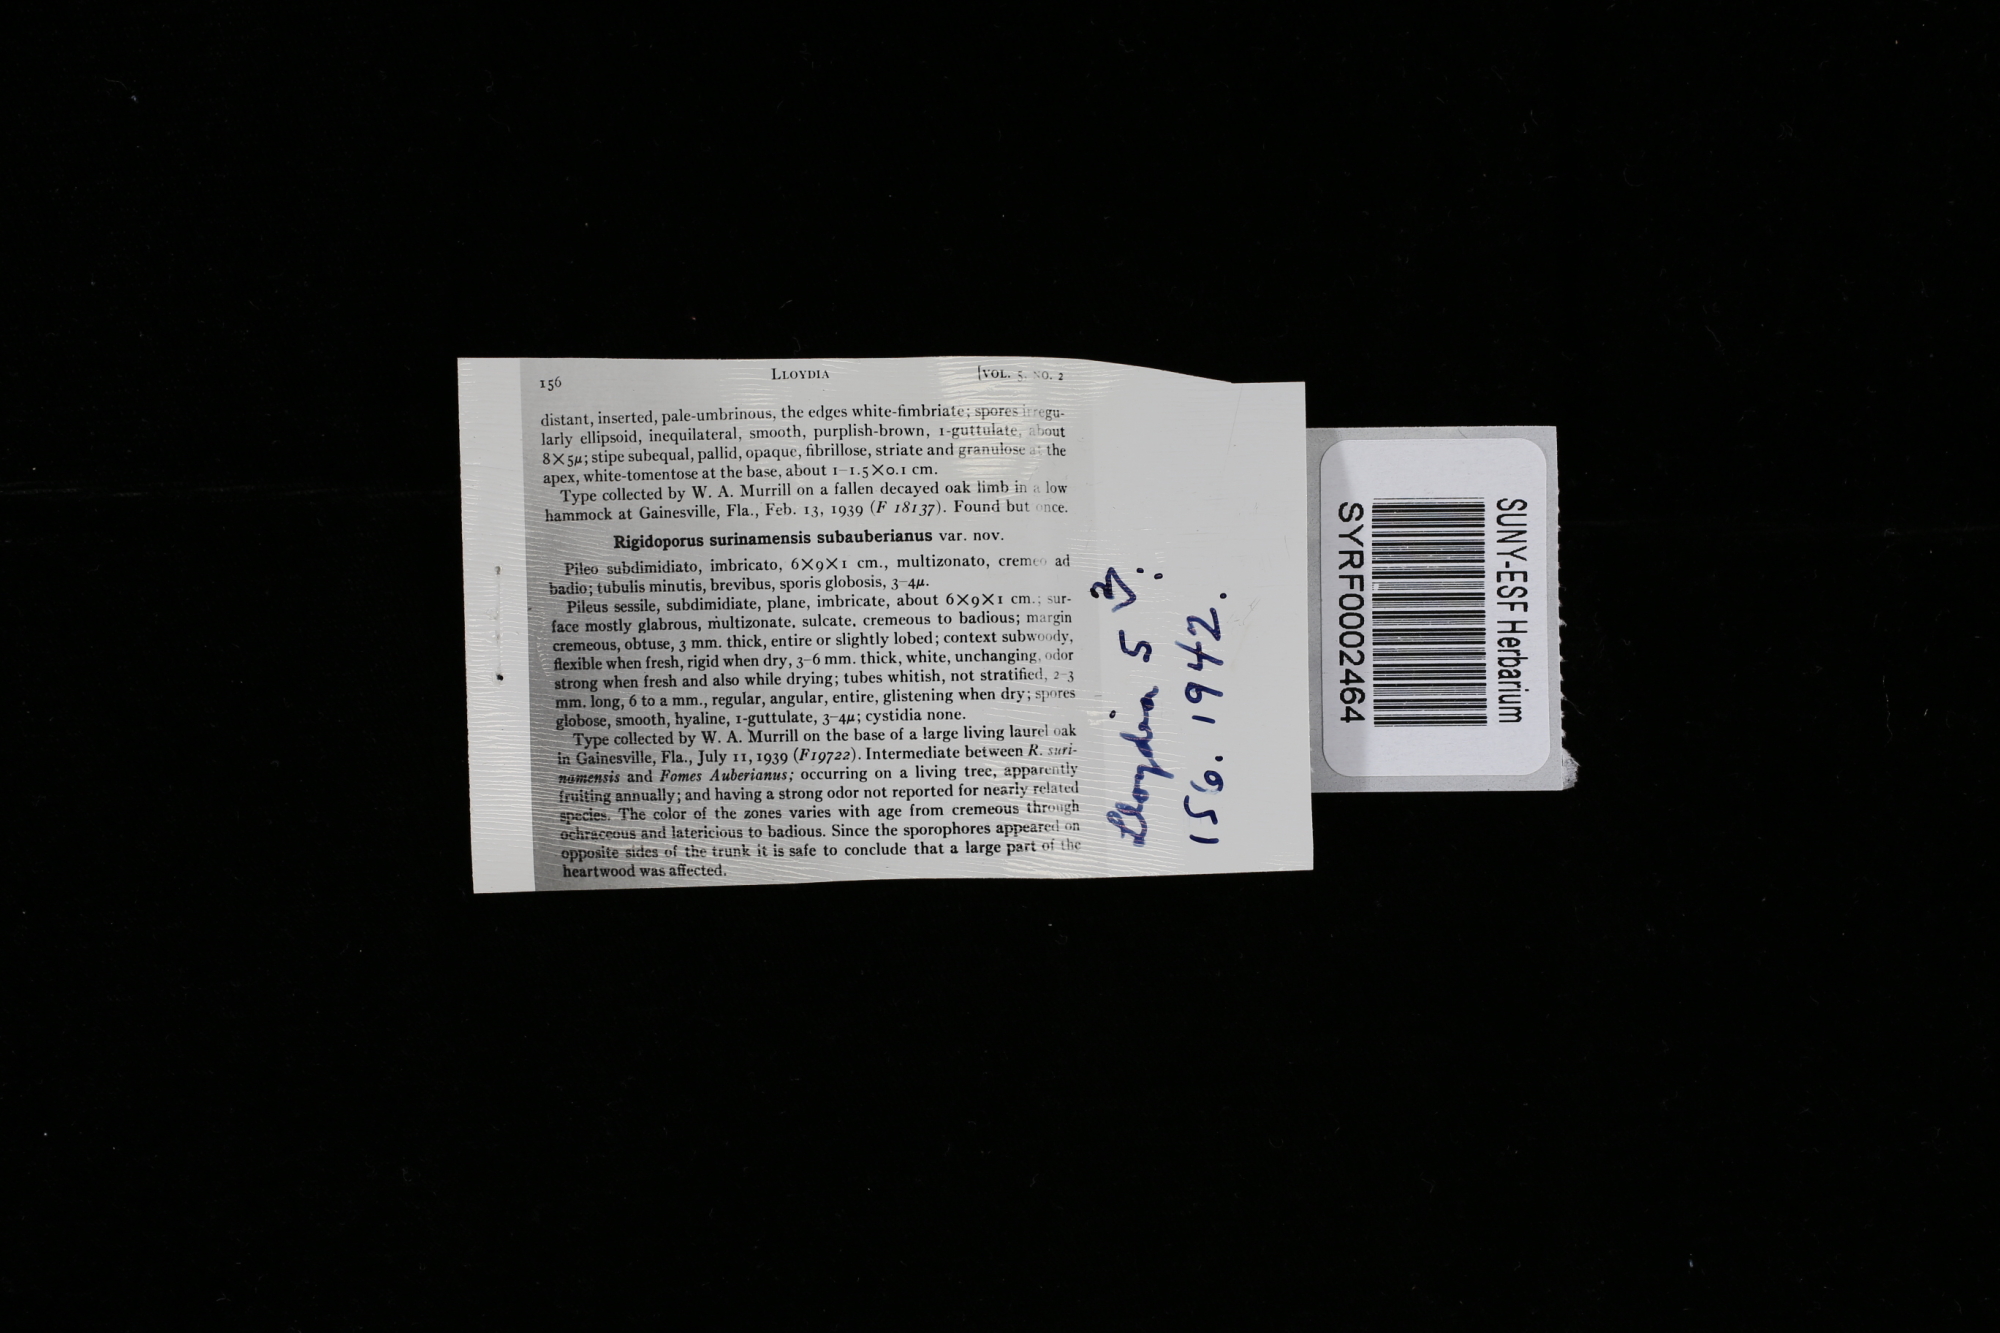 156 LLOYDIA [VOL. 5, NO. 2
distant, inserted, pale-umbrinous, the edges white-fimbriate; spores irregu-
larly ellipsoid, inequilateral, smooth, purplish-brown, 1-guttulate, about
8×5μ; stipe subequal, pallid, opaque, fibrillose, striate and granulose at the
apex, white-tomentose at the base, about 1–1.5×0.1 cm.
Type collected by W. A. Murrill on a fallen decayed oak limb in a low
hammock at Gainesville, Fla., Feb. 13, 1939 (F 18137). Found but once.
Rigidoporus surinamensis subauberianus var. nov.
Pileo subdimidiato, imbricato, 6×9×1 cm., multizonato, cremeo ad
badio; tubulis minutis, brevibus, sporis globosis, 3–4μ.
Pileus sessile, subdimidiate, plane, imbricate, about 6×9×1 cm.; sur-
face mostly glabrous, multizonate, sulcate, cremeous to badious; margin
cremeous, obtuse, 3 mm. thick, entire or slightly lobed; context subwoody,
flexible when fresh, rigid when dry, 3–6 mm. thick, white, unchanging, odor
strong when fresh and also while drying; tubes whitish, not stratified, 2–3
mm. long, 6 to a mm., regular, angular, entire, glistening when dry; spores
globose, smooth, hyaline, 1-guttulate, 3–4μ; cystidia none.
Type collected by W. A. Murrill on the base of a large living laurel oak
in Gainesville, Fla., July 11, 1939 (F19722). Intermediate between R. suri-
namensis and Fomes Auberianus; occurring on a living tree, apparently
fruiting annually; and having a strong odor not reported for nearly related
species. The color of the zones varies with age from cremeous through
ochraceous and latericious to badious. Since the sporophores appeared on
opposite sides of the trunk it is safe to conclude that a large part of the
heartwood was affected.
Lloydia 5
156. 1942.
SUNY-ESF Herbarium
SYRF0002464